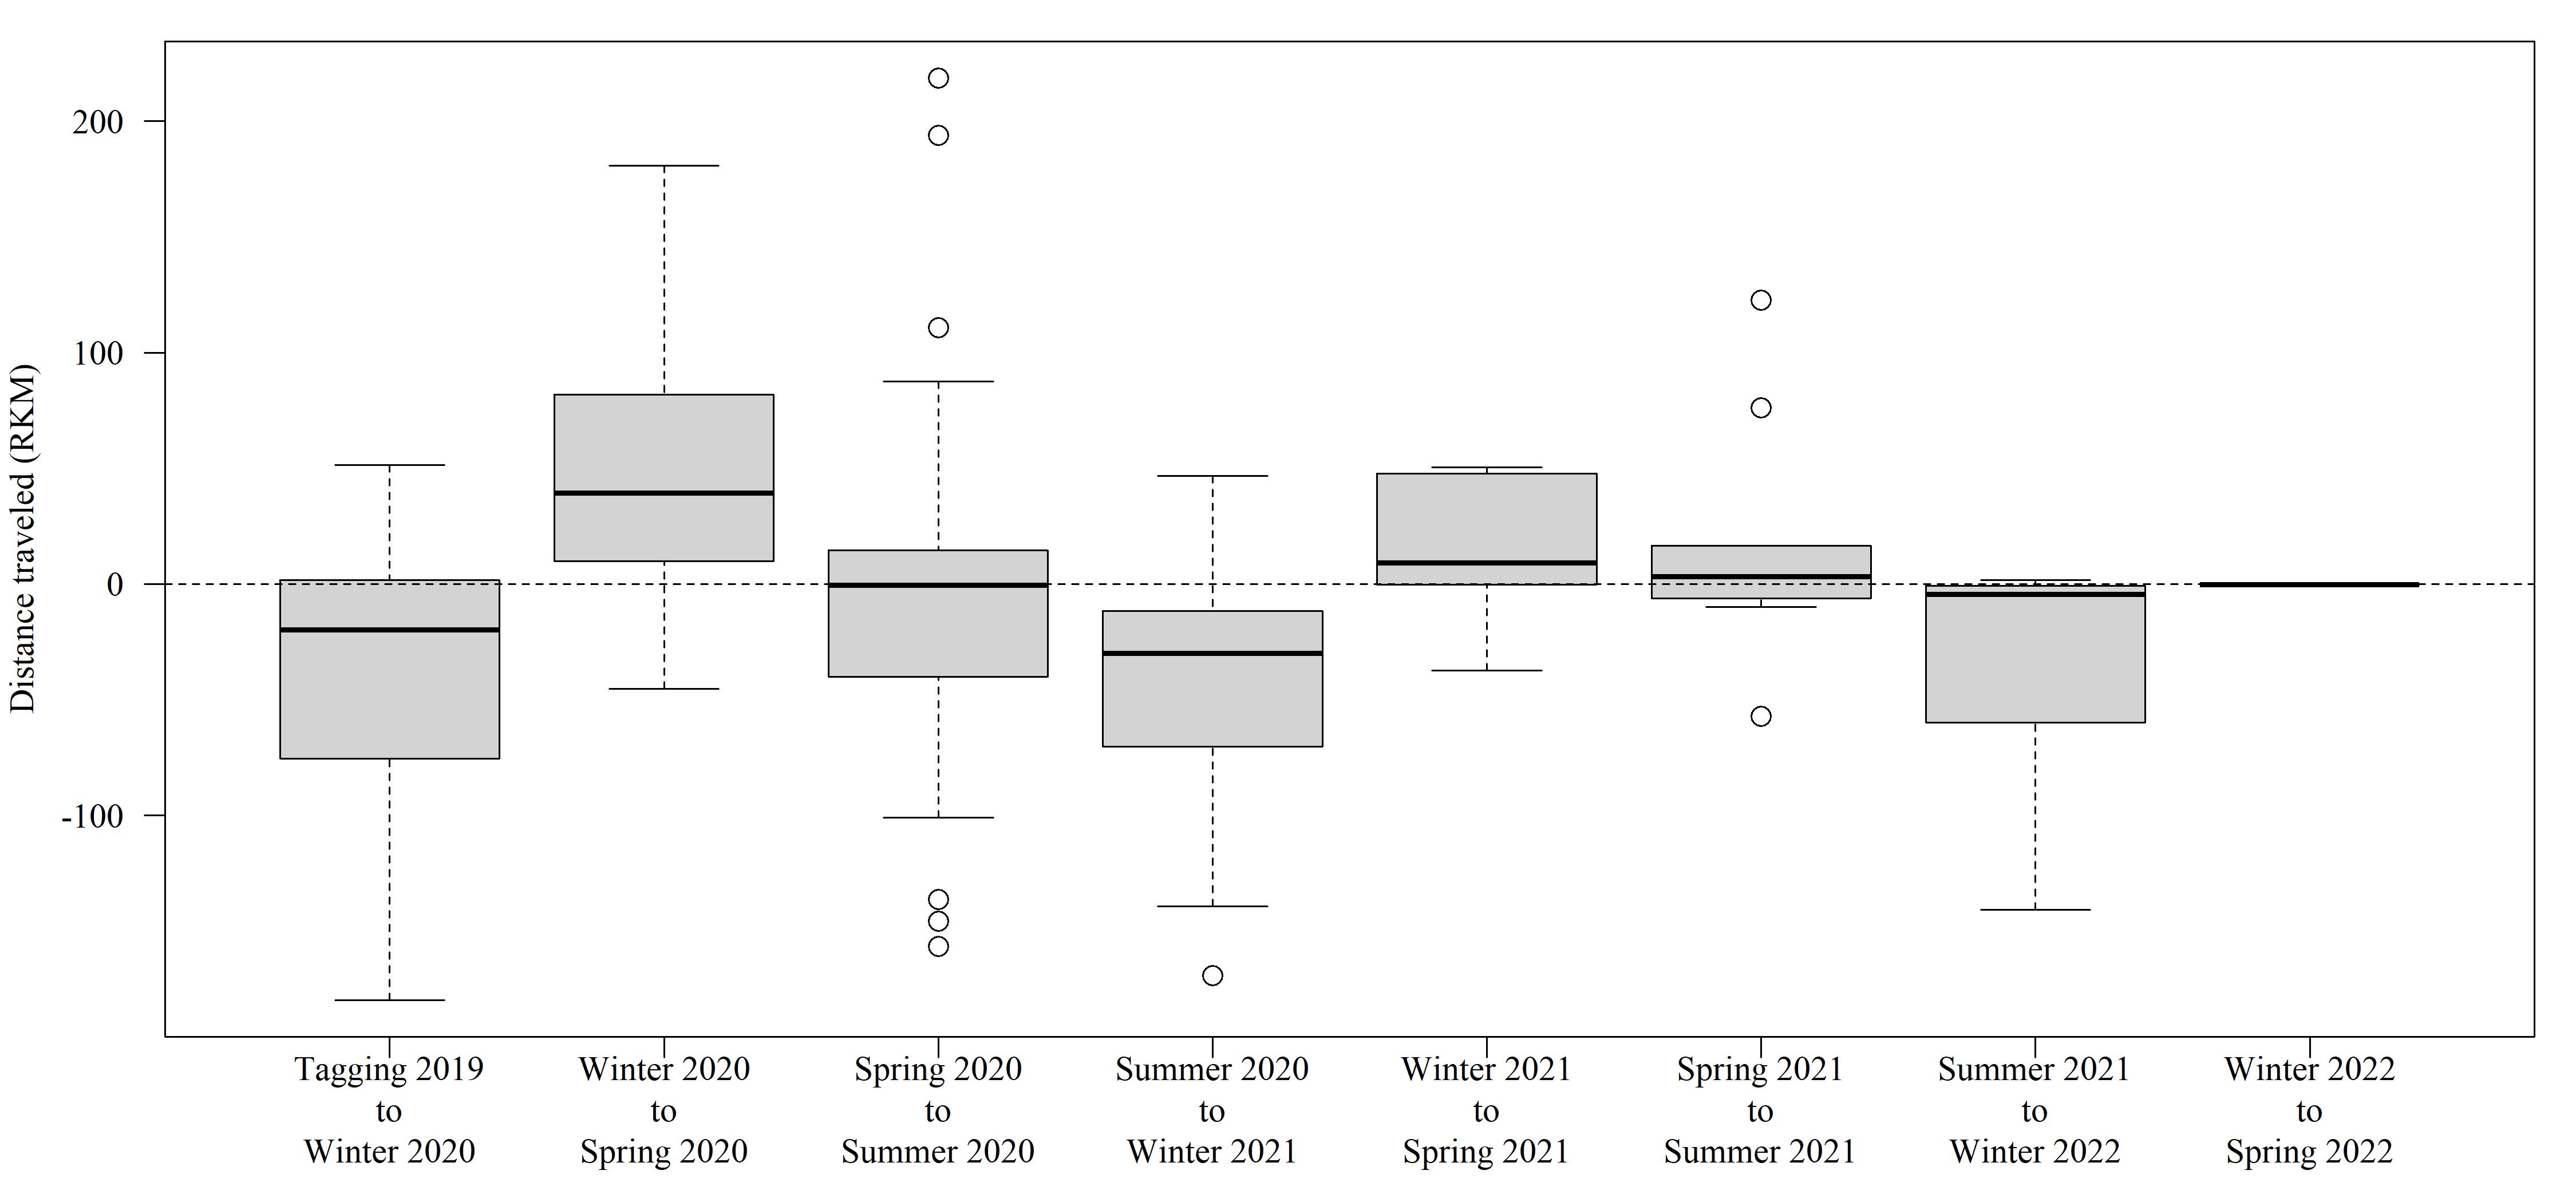 Distance traveled (RKM)
200
100
0
-100
Tagging 2019
to
Winter 2020
Winter 2020
to
Spring 2020
Spring 2020
to
Summer 2020
Summer 2020
to
Winter 2021
Winter 2021
to
Spring 2021
Spring 2021
to
Summer 2021
Summer 2021
to
Winter 2022
Winter 2022
to
Spring 2022